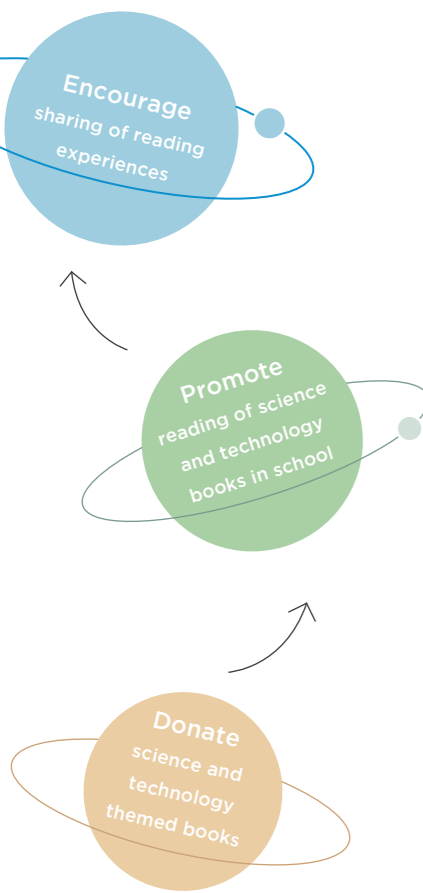 Encourage
sharing of reading
experiences
Promote
reading of science
and technology
books in school
Donate
science and
technology
themed books